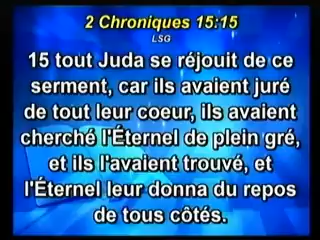 2 Chroniques 15:15
LSG
15 tout Juda se réjouit de ce
serment, car ils avaient juré
de tout leur coeur, ils avaient
cherché l'Éternel de plein gré,
et ils l'avaient trouvé, et
l'Éternel leur donna du repos
de tous côtés.